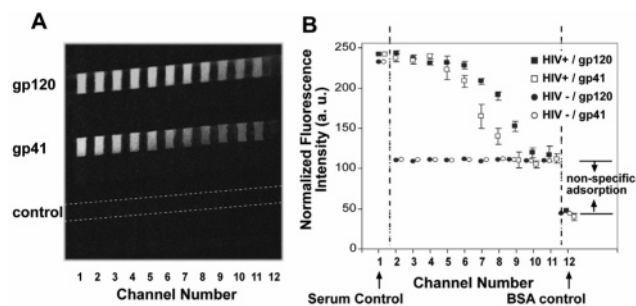 A
gp120
gp41
control
1 2 3 4 5 6 7 8 9 10 11 12
Channel Number
B
Normalized Fluorescence
Intensity (a. u.)
250
200
150
100
50
0
HIV+ / gp120
HIV+ / gp41
HIV - / gp120
HIV - / gp41
non-specific
adsorption
1 2 3 4 5 6 7 8 9 10 11 12
Channel Number
Serum Control
BSA control